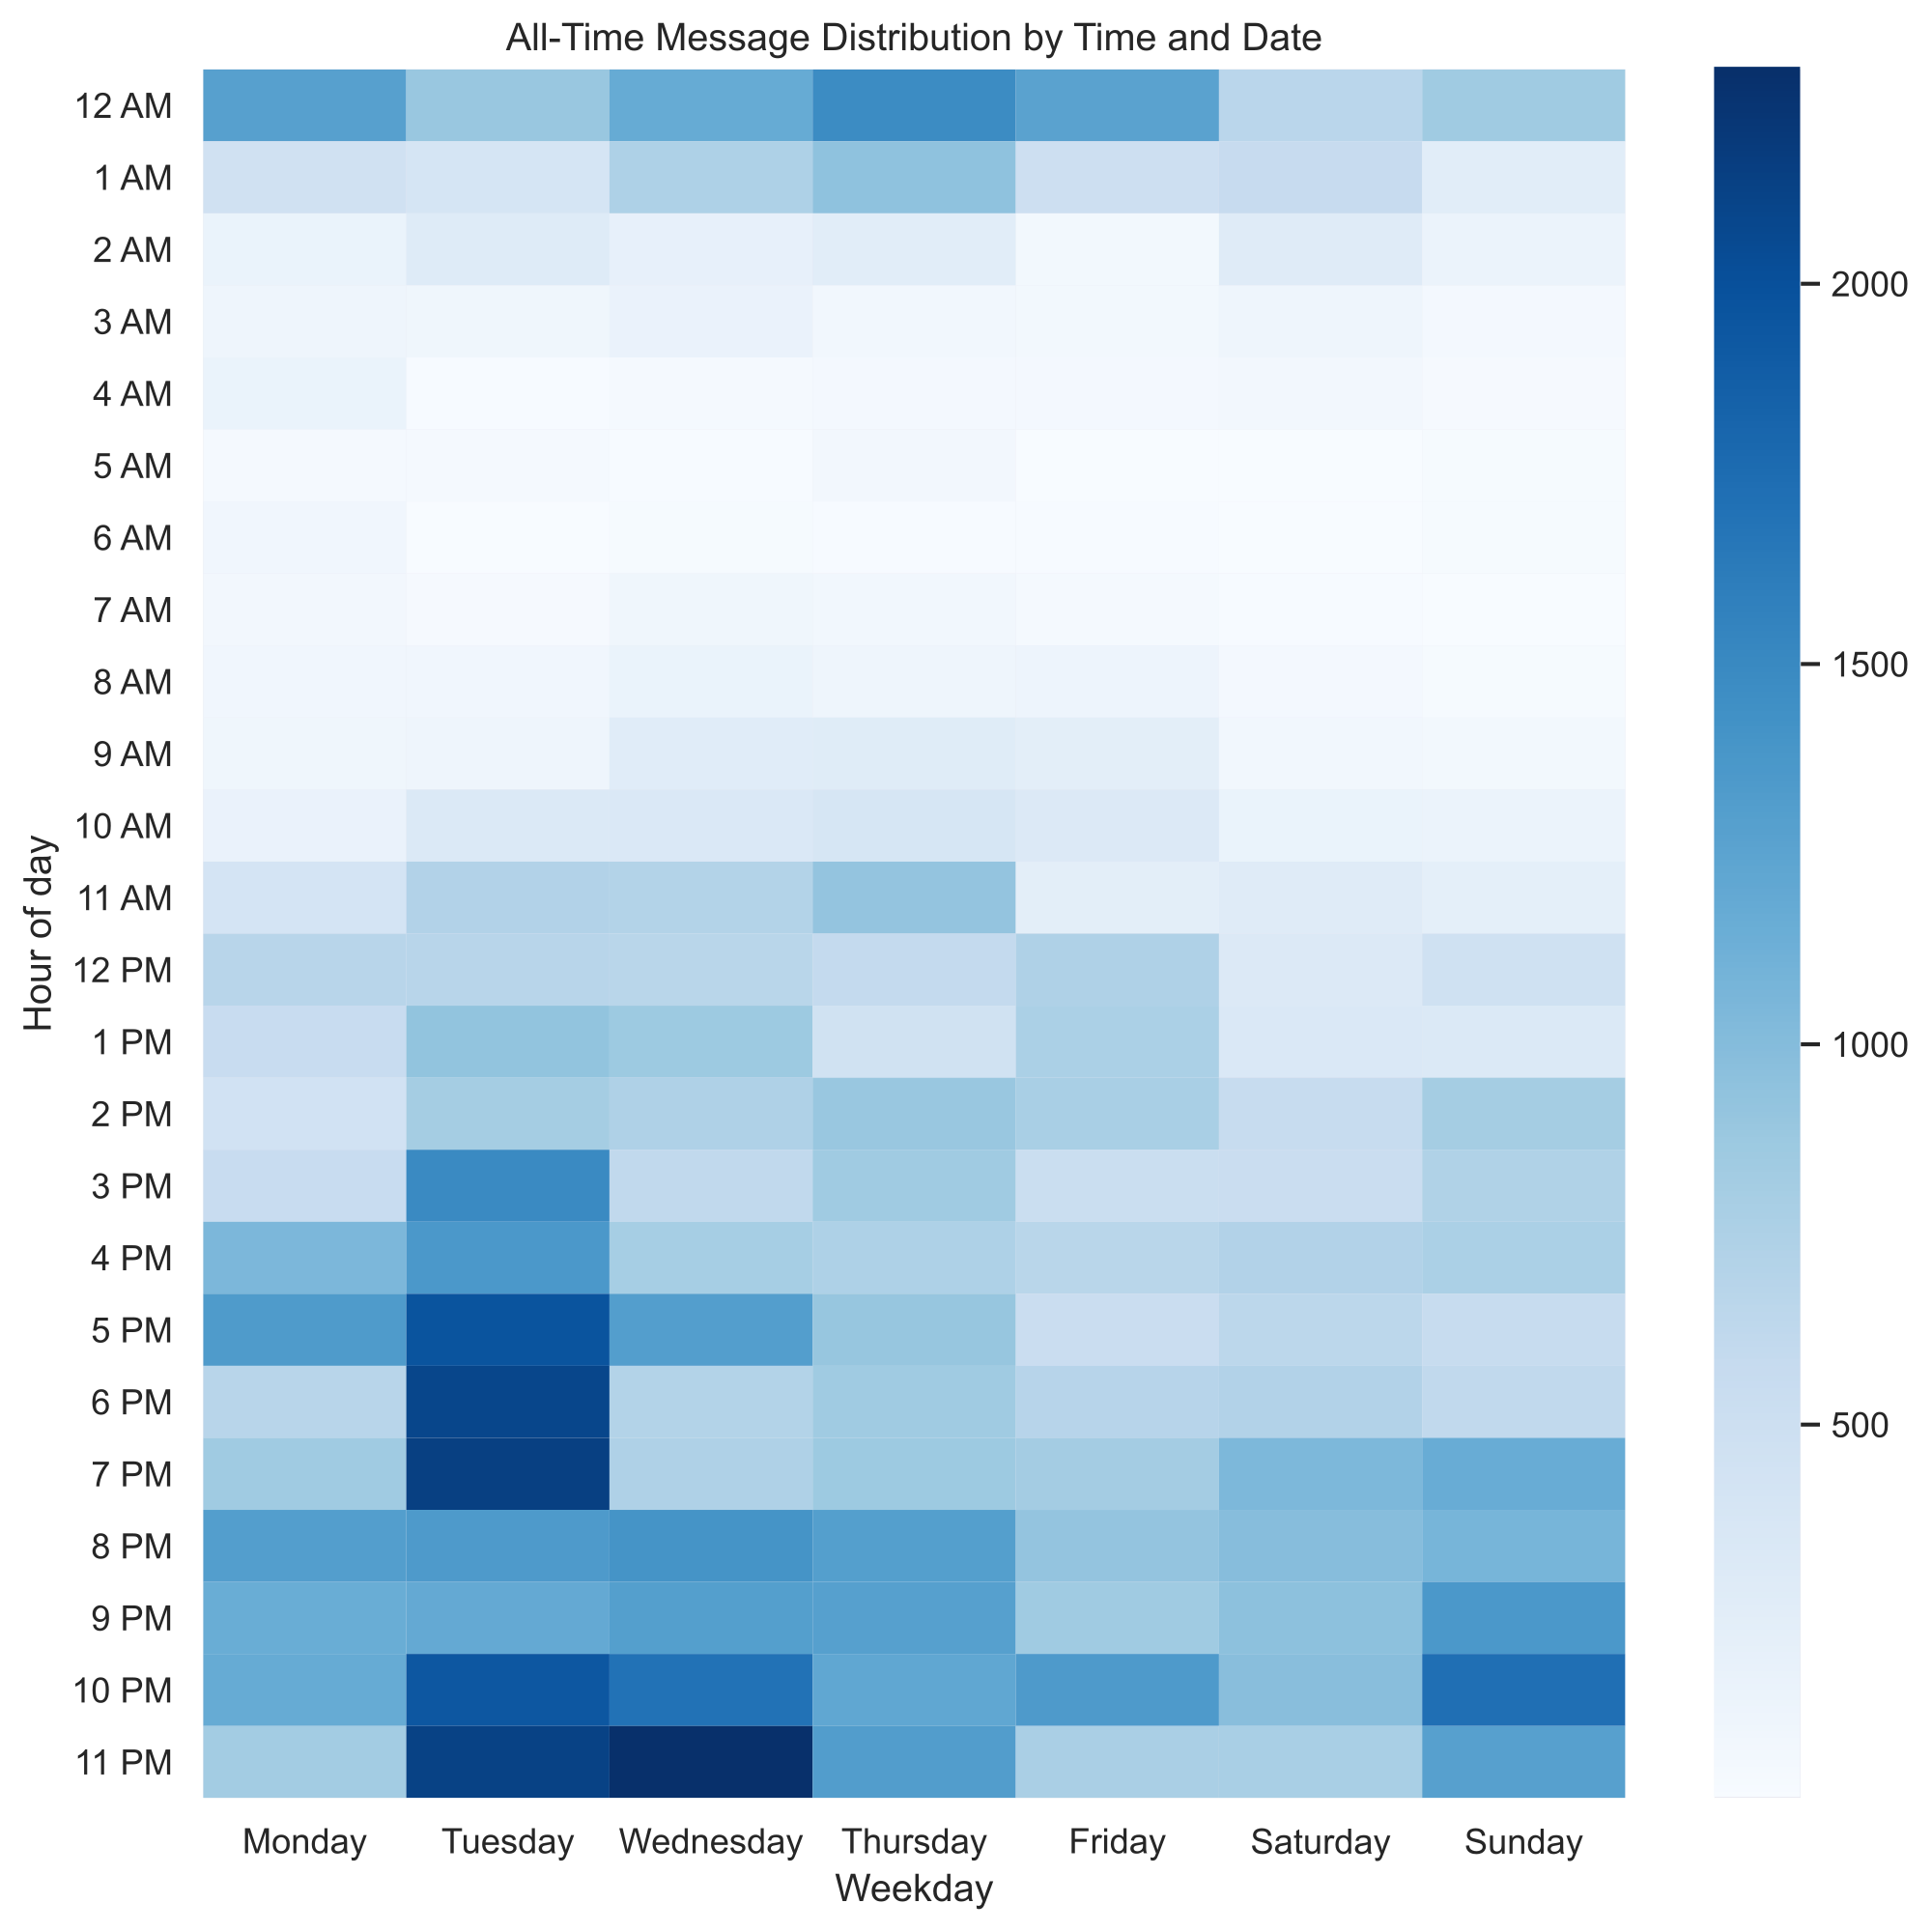 All-Time Message Distribution by Time and Date
Hour of day
12 AM
1 AM
2 AM
3 AM
4 AM
5 AM
6 AM
7 AM
8 AM
9 AM
10 AM
11 AM
12 PM
1 PM
2 PM
3 PM
4 PM
5 PM
6 PM
7 PM
8 PM
9 PM
10 PM
11 PM
Monday Tuesday Wednesday Thursday Friday Saturday Sunday
Weekday
2000
1500
1000
500